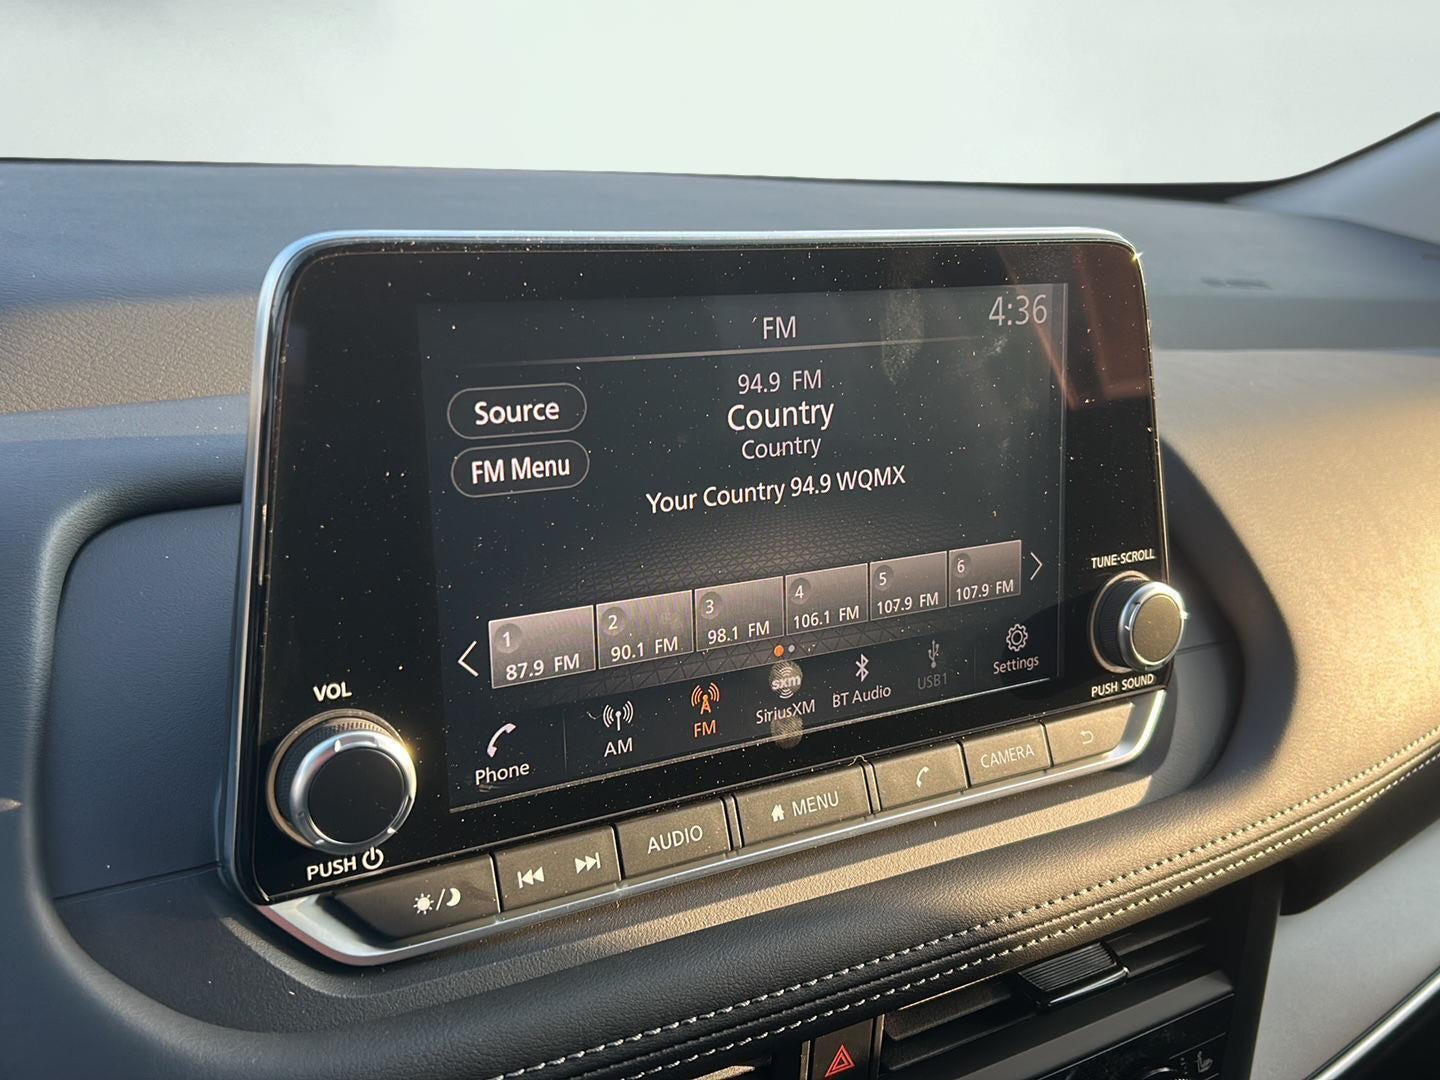 FM
4:36
94.9 FM
Source
Country
Country
FM Menu
Your Country 94.9 WQMX
1
87.9 FM
2
90.1 FM
3
98.1 FM
4
106.1 FM
5
107.9 FM
6
107.9 FM
Phone
AM
FM
sxm
SiriusXM
BT Audio
USB1
Settings
VOL
PUSH
TUNE·SCROLL
PUSH SOUND
AUDIO
MENU
CAMERA